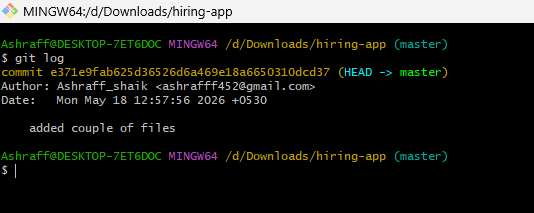 MINGW64:/d/Downloads/hiring-app
Ashraff@DESKTOP-7ET6DOC MINGW64 /d/Downloads/hiring-app (master)
$ git log
commit e371e9fab625d36526d6a469e18a6650310dcd37 (HEAD -> master)
Author: Ashraff_shaik <ashrafff452@gmail.com>
Date:   Mon May 18 12:57:56 2026 +0530
    added couple of files
Ashraff@DESKTOP-7ET6DOC MINGW64 /d/Downloads/hiring-app (master)
$